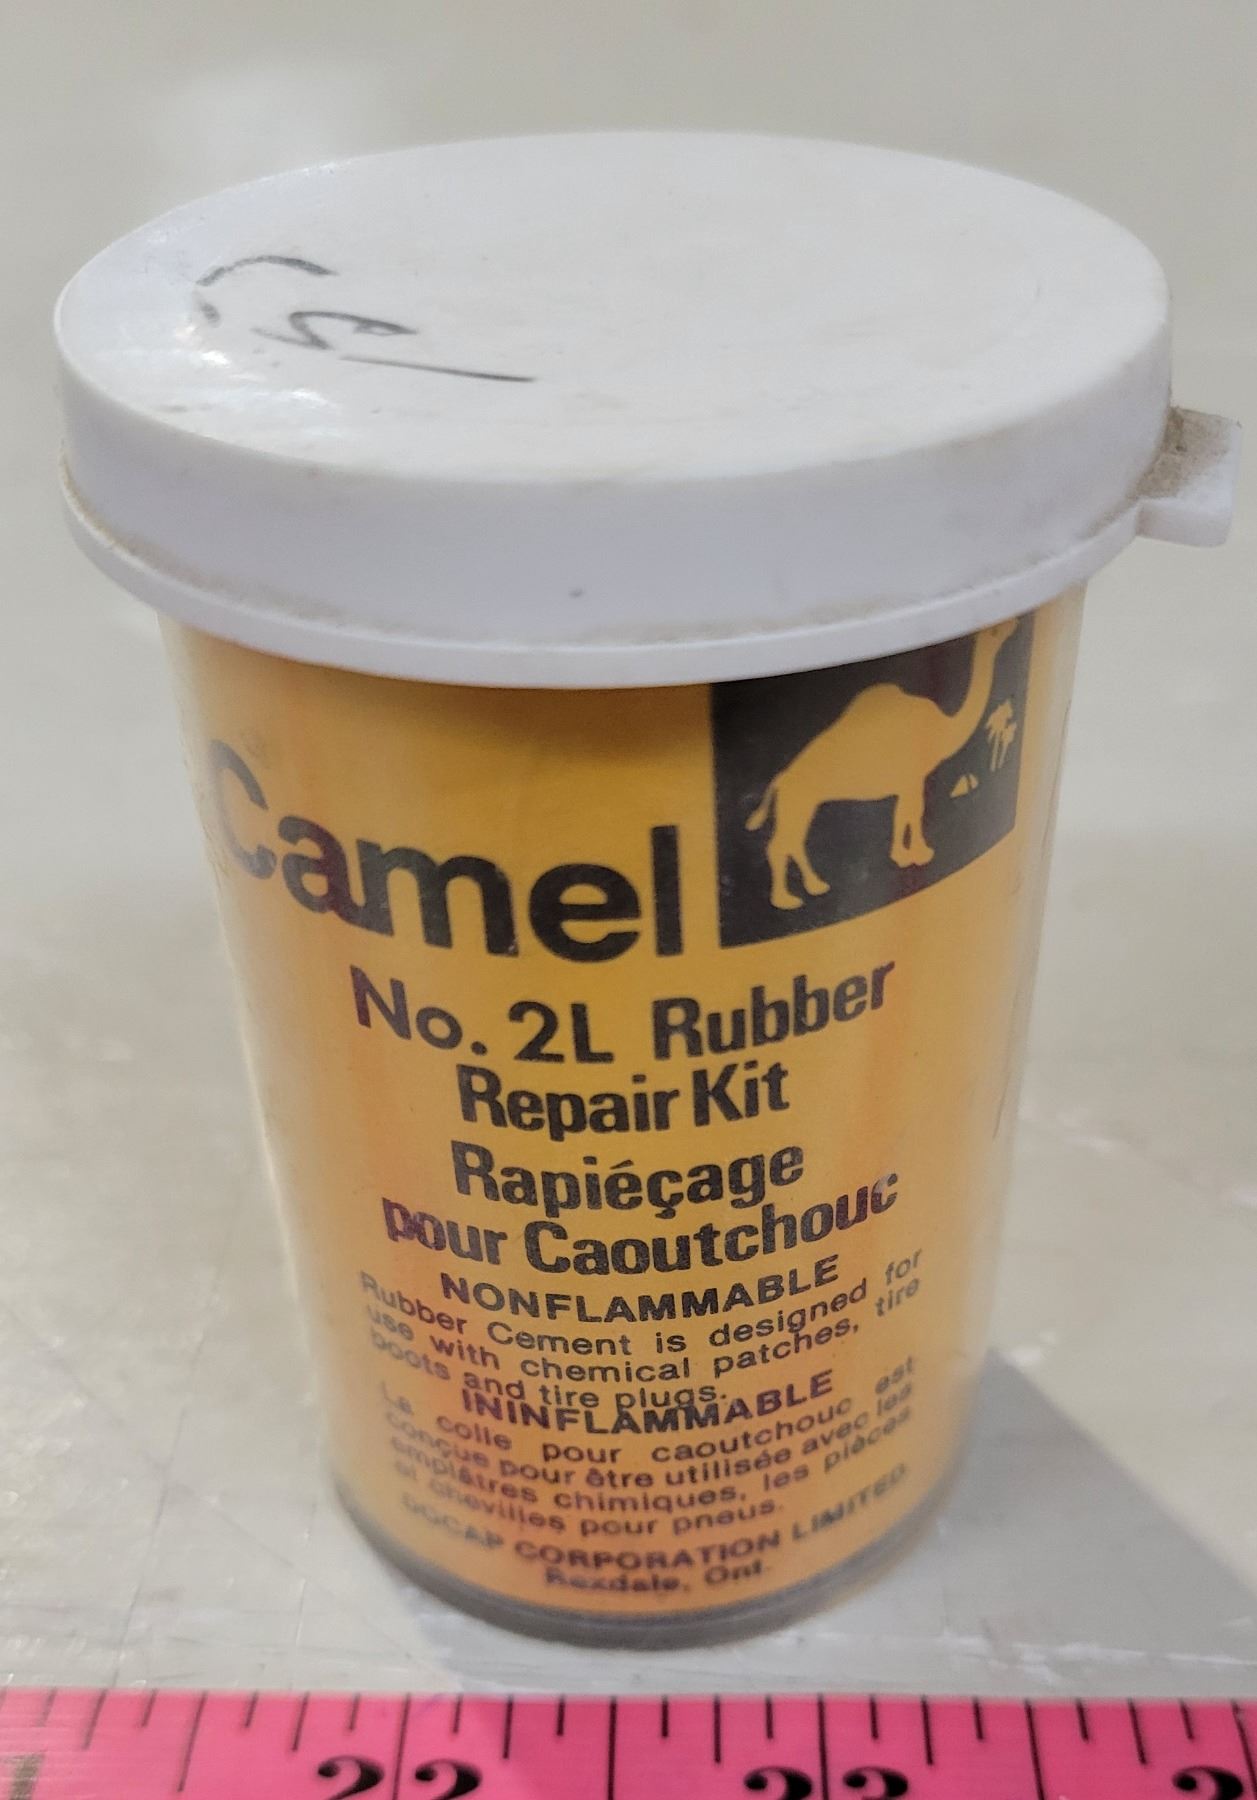 Camel
No. 2L Rubber
Repair Kit
Rapiéçage
pour Caoutchouc
NONFLAMMABLE
Rubber Cement is designed for
use with chemical patches, tire
boots and tire plugs.
ININFLAMMABLE
La colle pour caoutchouc est
conçue pour être utilisée avec les
emplâtres chimiques, les pièces
et chevilles pour pneus.
CORPORATION LIMITED
Rexdale, Ont.
22 23